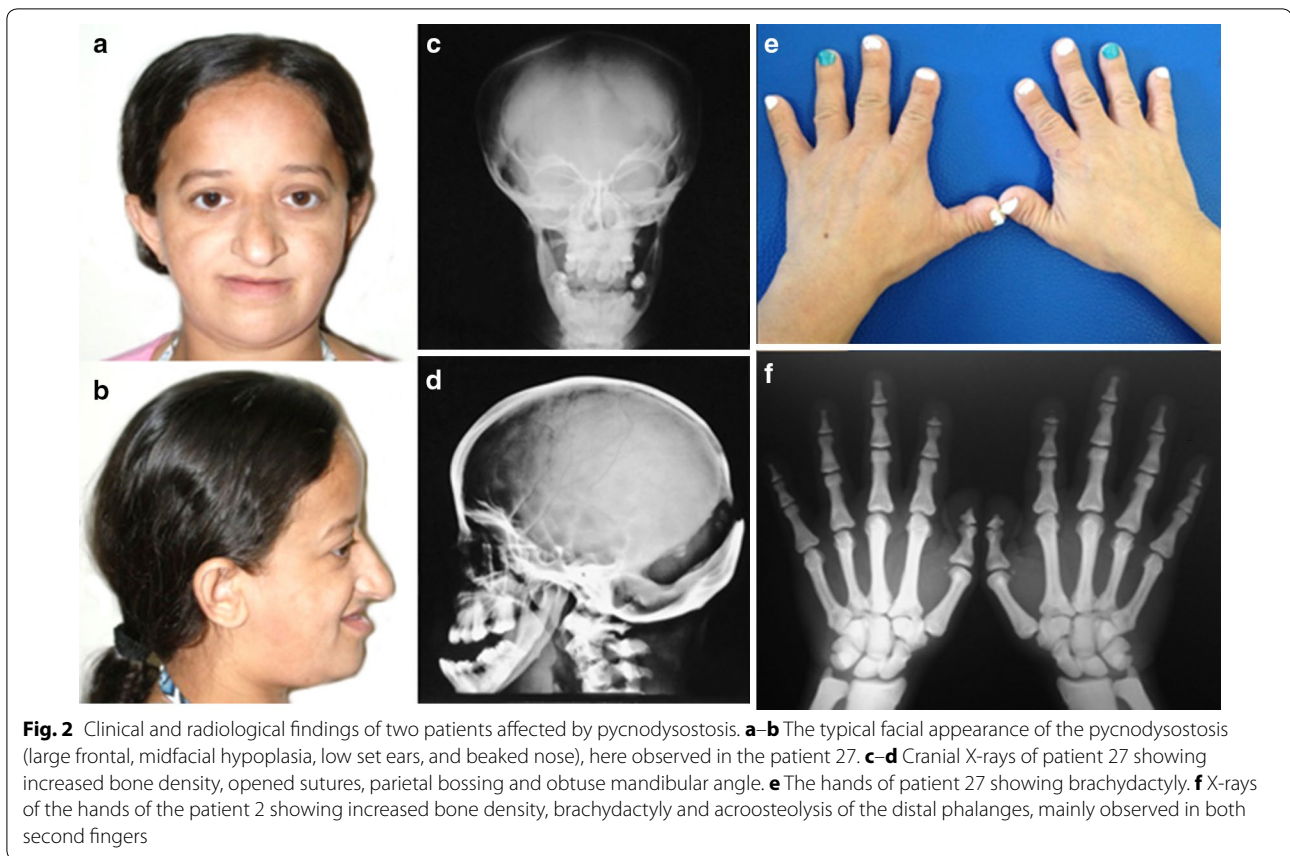 a
c
e
b
d
f
Fig. 2 Clinical and radiological findings of two patients affected by pycnodysostosis. a–b The typical facial appearance of the pycnodysostosis
(large frontal, midfacial hypoplasia, low set ears, and beaked nose), here observed in the patient 27. c–d Cranial X-rays of patient 27 showing
increased bone density, opened sutures, parietal bossing and obtuse mandibular angle. e The hands of patient 27 showing brachydactyly. f X-rays
of the hands of the patient 2 showing increased bone density, brachydactyly and acroosteolysis of the distal phalanges, mainly observed in both
second fingers